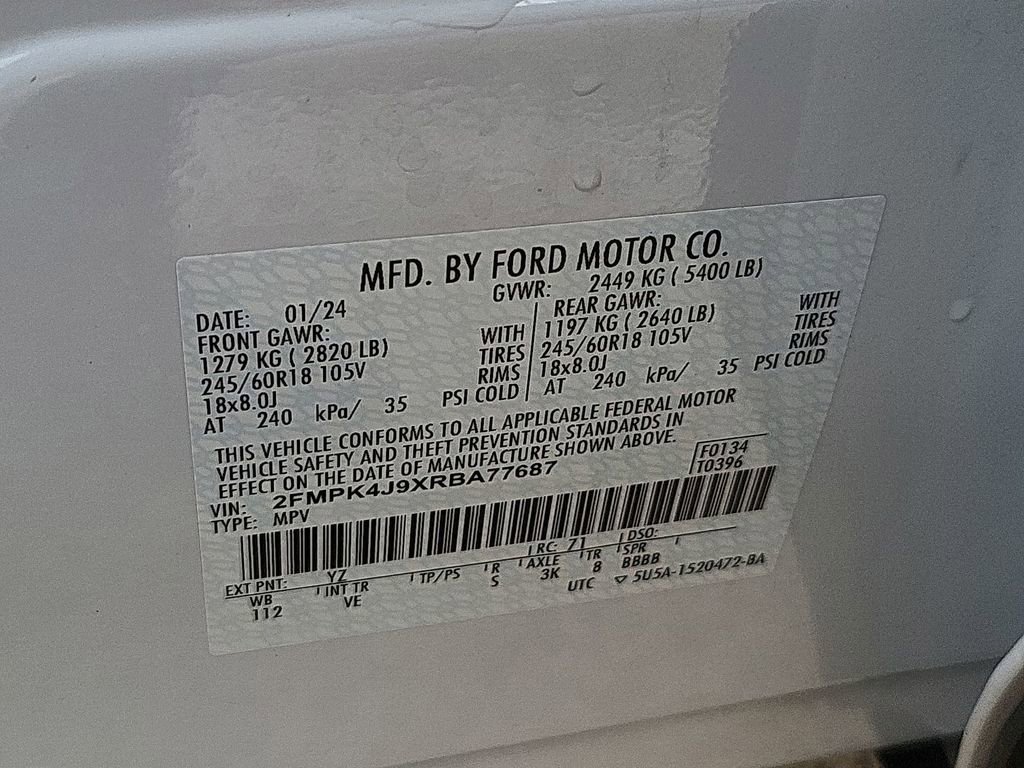 MFD. BY FORD MOTOR CO.
DATE: 01/24 GVWR: 2449 KG ( 5400 LB)
FRONT GAWR: REAR GAWR:
1279 KG ( 2820 LB) WITH 1197 KG ( 2640 LB) WITH
245/60R18 105V TIRES 245/60R18 105V TIRES
18x8.0J RIMS 18x8.0J RIMS
AT 240 kPa/ 35 PSI COLD AT 240 kPa/ 35 PSI COLD
THIS VEHICLE CONFORMS TO ALL APPLICABLE FEDERAL MOTOR
VEHICLE SAFETY AND THEFT PREVENTION STANDARDS IN
EFFECT ON THE DATE OF MANUFACTURE SHOWN ABOVE.
VIN: 2FMPK4J9XRBA77687 F0134
TYPE: MPV T0396
EXT PNT: YZ RC: 71 DSO:
WB INT TR TP/PS R AXLE TR SPR
112 VE S 3K 8 BBBB
UTC ▽ 5U5A-1520472-BA